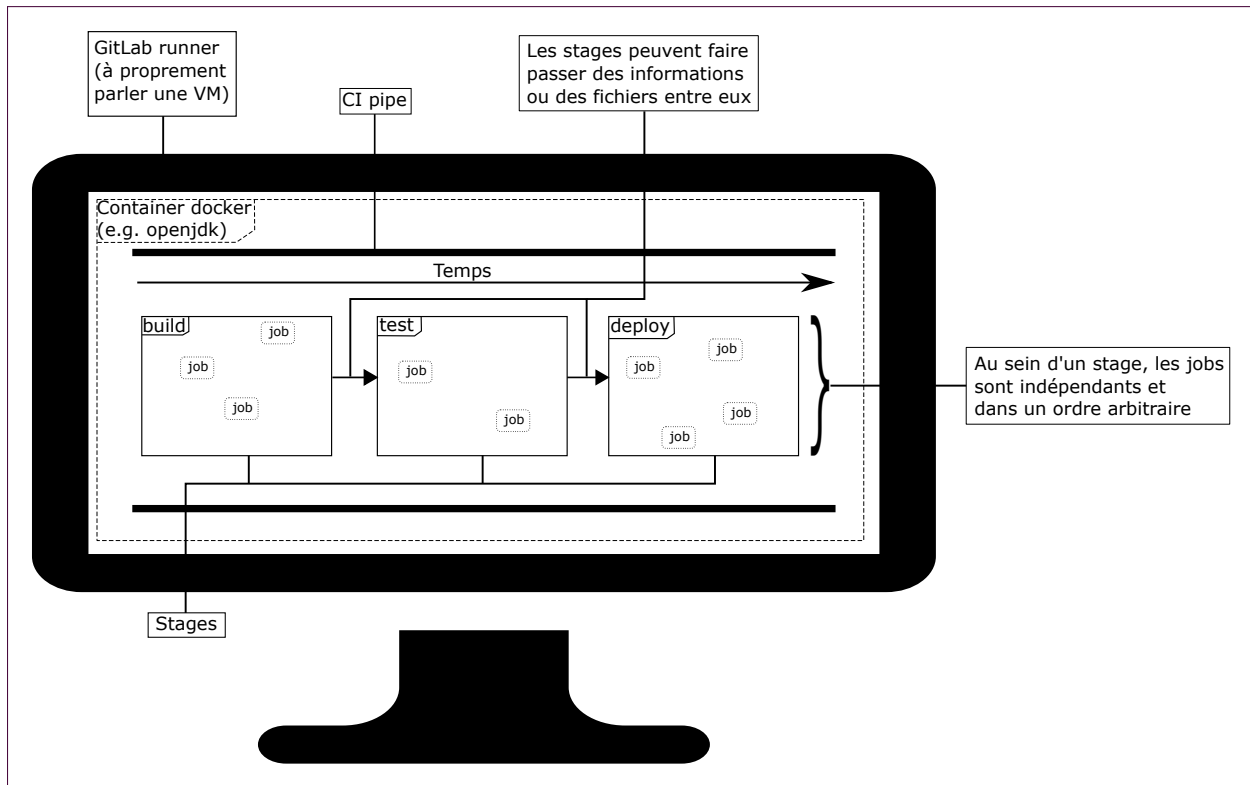 GitLab runner
(à proprement
parler une VM)
CI pipe
Les stages peuvent faire
passer des informations
ou des fichiers entre eux
Container docker
(e.g. openjdk)
Temps
build
job
job
job
test
job
job
deploy
job
job
job
job
Au sein d'un stage, les jobs
sont indépendants et
dans un ordre arbitraire
Stages